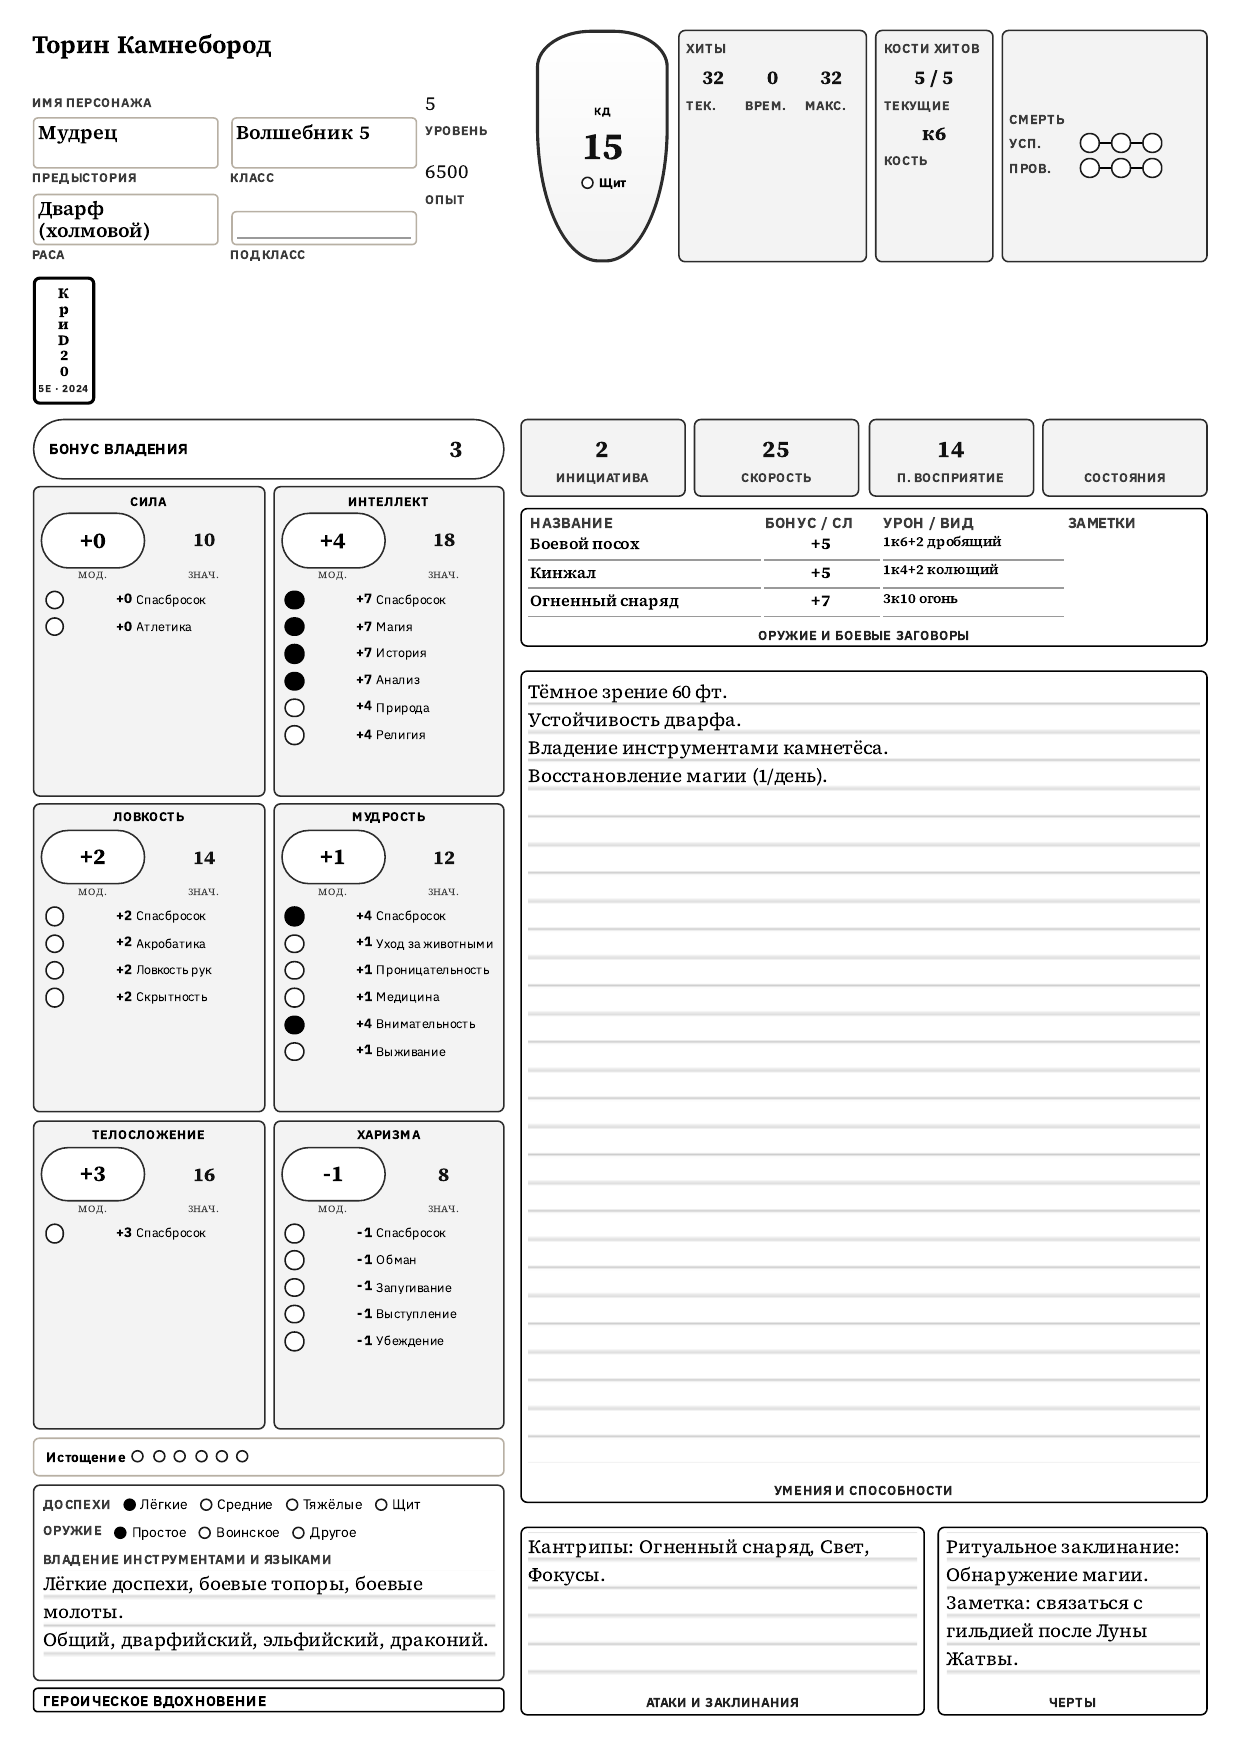 Торин Камнебород
ИМЯ ПЕРСОНАЖА
5
УРОВЕНЬ
Мудрец
Волшебник 5
ПРЕДЫСТОРИЯ
КЛАСС
6500
ОПЫТ
Дварф
(холмовой)
РАСА
ПОДКЛАСС
КД
15
Щит
ХИТЫ
32 0 32
ТЕК. ВРЕМ. МАКС.
КОСТИ ХИТОВ
5 / 5
ТЕКУЩИЕ
к6
КОСТЬ
СМЕРТЬ
УСП.
ПРОВ.
К
р
и
D
2
0
5E · 2024
БОНУС ВЛАДЕНИЯ 3
2
ИНИЦИАТИВА
25
СКОРОСТЬ
14
П. ВОСПРИЯТИЕ
СОСТОЯНИЯ
СИЛА
+0 10
МОД. ЗНАЧ.
+0 Спасбросок
+0 Атлетика
ИНТЕЛЛЕКТ
+4 18
МОД. ЗНАЧ.
+7 Спасбросок
+7 Магия
+7 История
+7 Анализ
+4 Природа
+4 Религия
ЛОВКОСТЬ
+2 14
МОД. ЗНАЧ.
+2 Спасбросок
+2 Акробатика
+2 Ловкость рук
+2 Скрытность
МУДРОСТЬ
+1 12
МОД. ЗНАЧ.
+4 Спасбросок
+1 Уход за животными
+1 Проницательность
+1 Медицина
+4 Внимательность
+1 Выживание
ТЕЛОСЛОЖЕНИЕ
+3 16
МОД. ЗНАЧ.
+3 Спасбросок
ХАРИЗМА
-1 8
МОД. ЗНАЧ.
-1 Спасбросок
-1 Обман
-1 Запугивание
-1 Выступление
-1 Убеждение
Истощение
ДОСПЕХИ Лёгкие Средние Тяжёлые Щит
ОРУЖИЕ Простое Воинское Другое
ВЛАДЕНИЕ ИНСТРУМЕНТАМИ И ЯЗЫКАМИ
Лёгкие доспехи, боевые топоры, боевые
молоты.
Общий, дварфийский, эльфийский, драконий.
ГЕРОИЧЕСКОЕ ВДОХНОВЕНИЕ
НАЗВАНИЕ БОНУС / СЛ УРОН / ВИД ЗАМЕТКИ
Боевой посох +5 1к6+2 дробящий
Кинжал +5 1к4+2 колющий
Огненный снаряд +7 3к10 огонь
ОРУЖИЕ И БОЕВЫЕ ЗАГОВОРЫ
Тёмное зрение 60 фт.
Устойчивость дварфа.
Владение инструментами камнетёса.
Восстановление магии (1/день).
УМЕНИЯ И СПОСОБНОСТИ
Кантрипы: Огненный снаряд, Свет,
Фокусы.
АТАКИ И ЗАКЛИНАНИЯ
Ритуальное заклинание:
Обнаружение магии.
Заметка: связаться с
гильдией после Луны
Жатвы.
ЧЕРТЫ